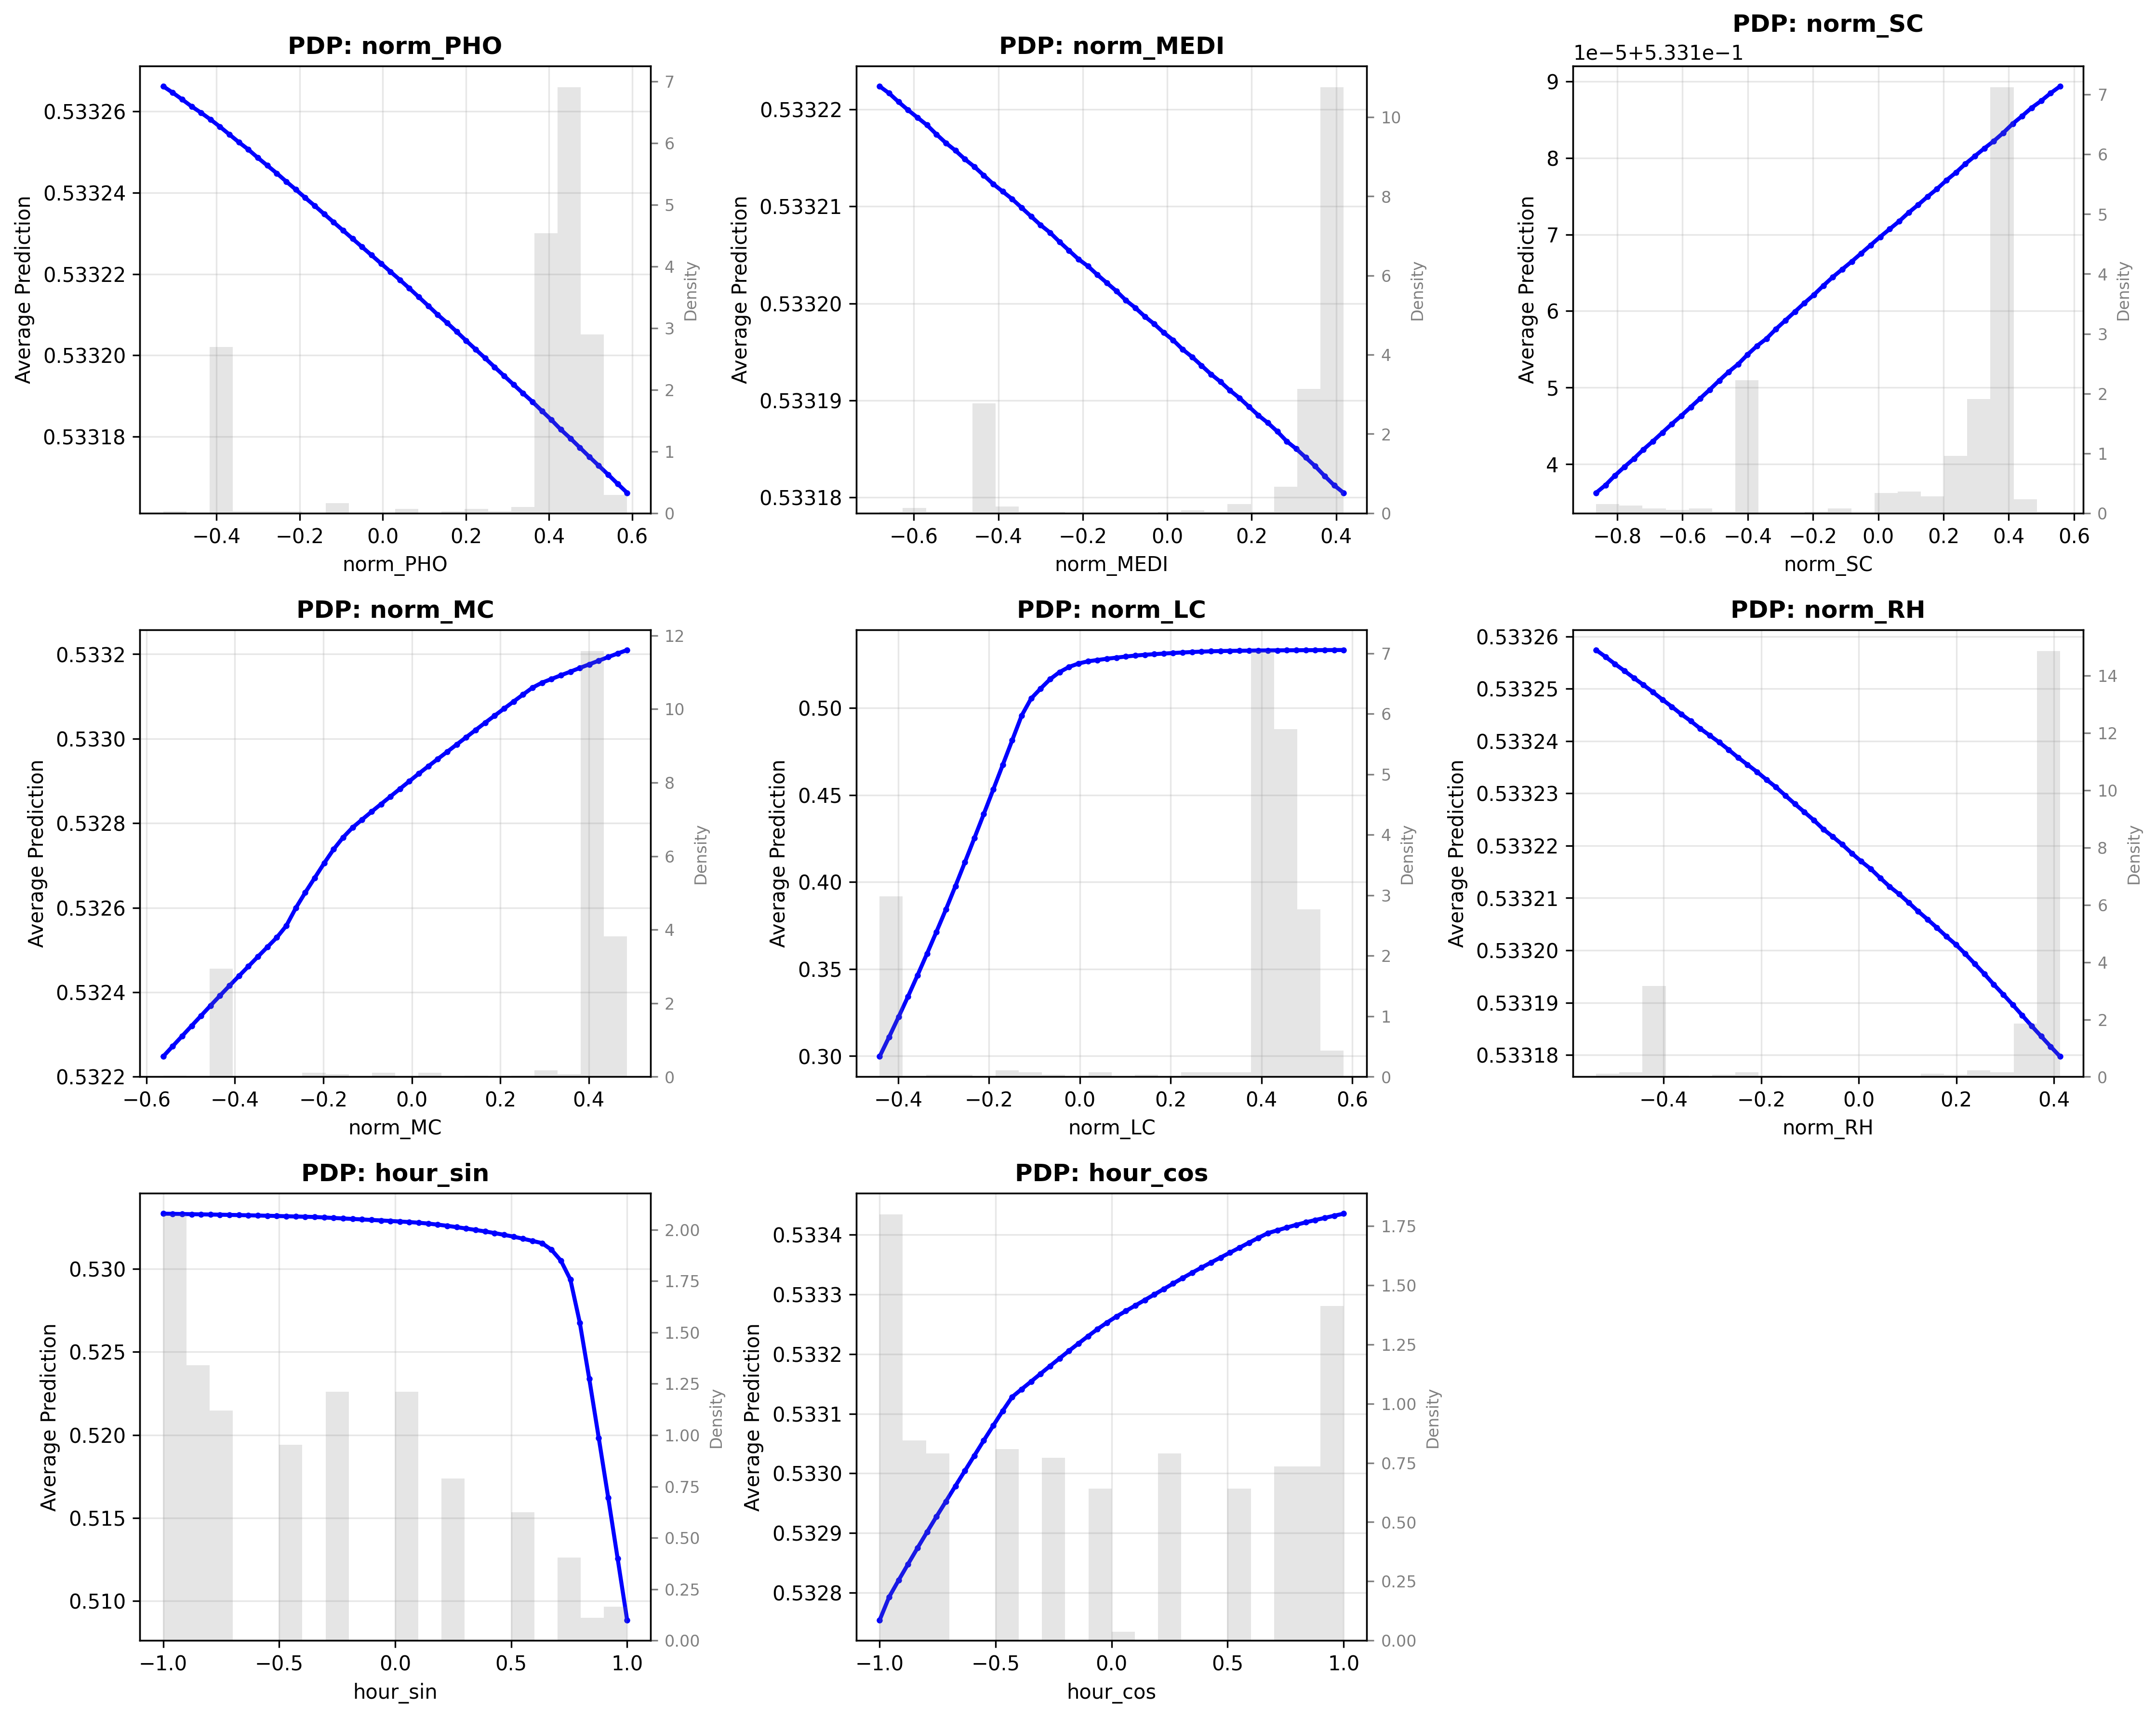 PDP: norm_PHO
0.53326
0.53324
0.53322
0.53320
0.53318
Average Prediction
7
6
5
4
3
2
1
0
Density
−0.4 −0.2 0.0 0.2 0.4 0.6
norm_PHO
PDP: norm_MEDI
0.53322
0.53321
0.53320
0.53319
0.53318
Average Prediction
10
8
6
4
2
0
Density
−0.6 −0.4 −0.2 0.0 0.2 0.4
norm_MEDI
PDP: norm_SC
1e−5+5.331e−1
9
8
7
6
5
4
Average Prediction
7
6
5
4
3
2
1
0
Density
−0.8 −0.6 −0.4 −0.2 0.0 0.2 0.4 0.6
norm_SC
PDP: norm_MC
0.5332
0.5330
0.5328
0.5326
0.5324
0.5322
Average Prediction
12
10
8
6
4
2
0
Density
−0.6 −0.4 −0.2 0.0 0.2 0.4
norm_MC
PDP: norm_LC
0.50
0.45
0.40
0.35
0.30
Average Prediction
7
6
5
4
3
2
1
0
Density
−0.4 −0.2 0.0 0.2 0.4 0.6
norm_LC
PDP: norm_RH
0.53326
0.53325
0.53324
0.53323
0.53322
0.53321
0.53320
0.53319
0.53318
Average Prediction
14
12
10
8
6
4
2
0
Density
−0.4 −0.2 0.0 0.2 0.4
norm_RH
PDP: hour_sin
0.530
0.525
0.520
0.515
0.510
Average Prediction
2.00
1.75
1.50
1.25
1.00
0.75
0.50
0.25
0.00
Density
−1.0 −0.5 0.0 0.5 1.0
hour_sin
PDP: hour_cos
0.5334
0.5333
0.5332
0.5331
0.5330
0.5329
0.5328
Average Prediction
1.75
1.50
1.25
1.00
0.75
0.50
0.25
0.00
Density
−1.0 −0.5 0.0 0.5 1.0
hour_cos